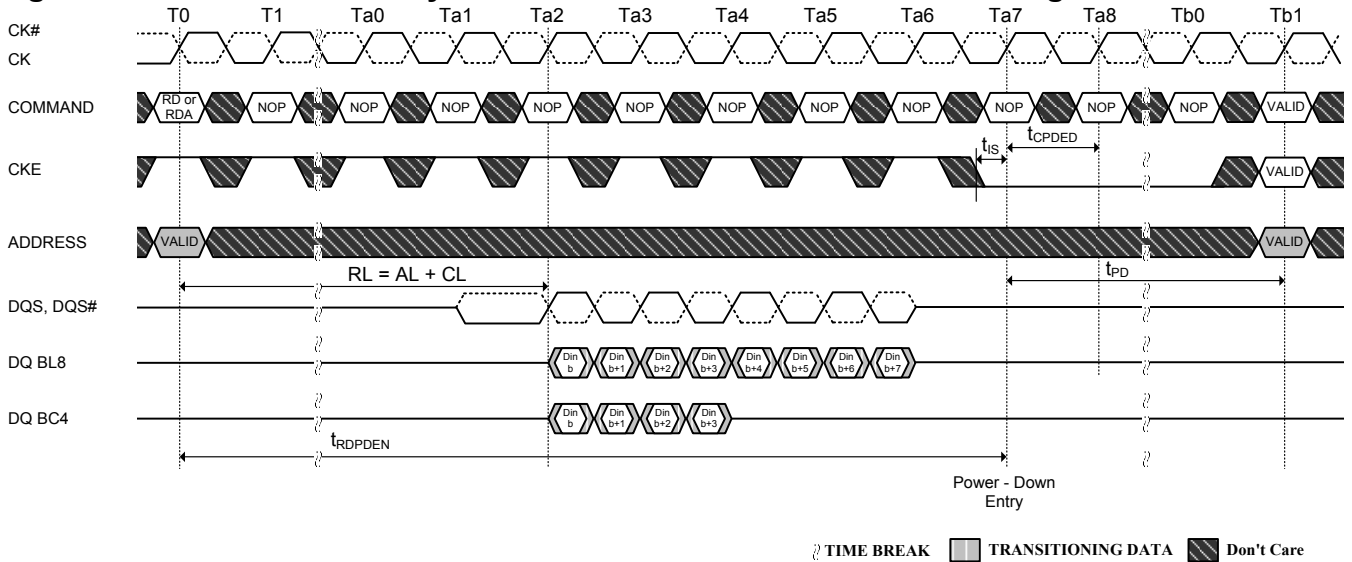 T0 T1 Ta0 Ta1 Ta2 Ta3 Ta4 Ta5 Ta6 Ta7 Ta8 Tb0 Tb1
CK#
CK
COMMAND
RD or
RDA
NOP NOP NOP NOP NOP NOP NOP NOP NOP NOP NOP VALID
tIS
tCPDED
CKE
VALID
ADDRESS
VALID
VALID
RL = AL + CL
tPD
DQS, DQS#
DQ BL8
Din
b
Din
b+1
Din
b+2
Din
b+3
Din
b+4
Din
b+5
Din
b+6
Din
b+7
DQ BC4
Din
b
Din
b+1
Din
b+2
Din
b+3
tRDPDEN
Power - Down
Entry
TIME BREAK TRANSITIONING DATA Don't Care